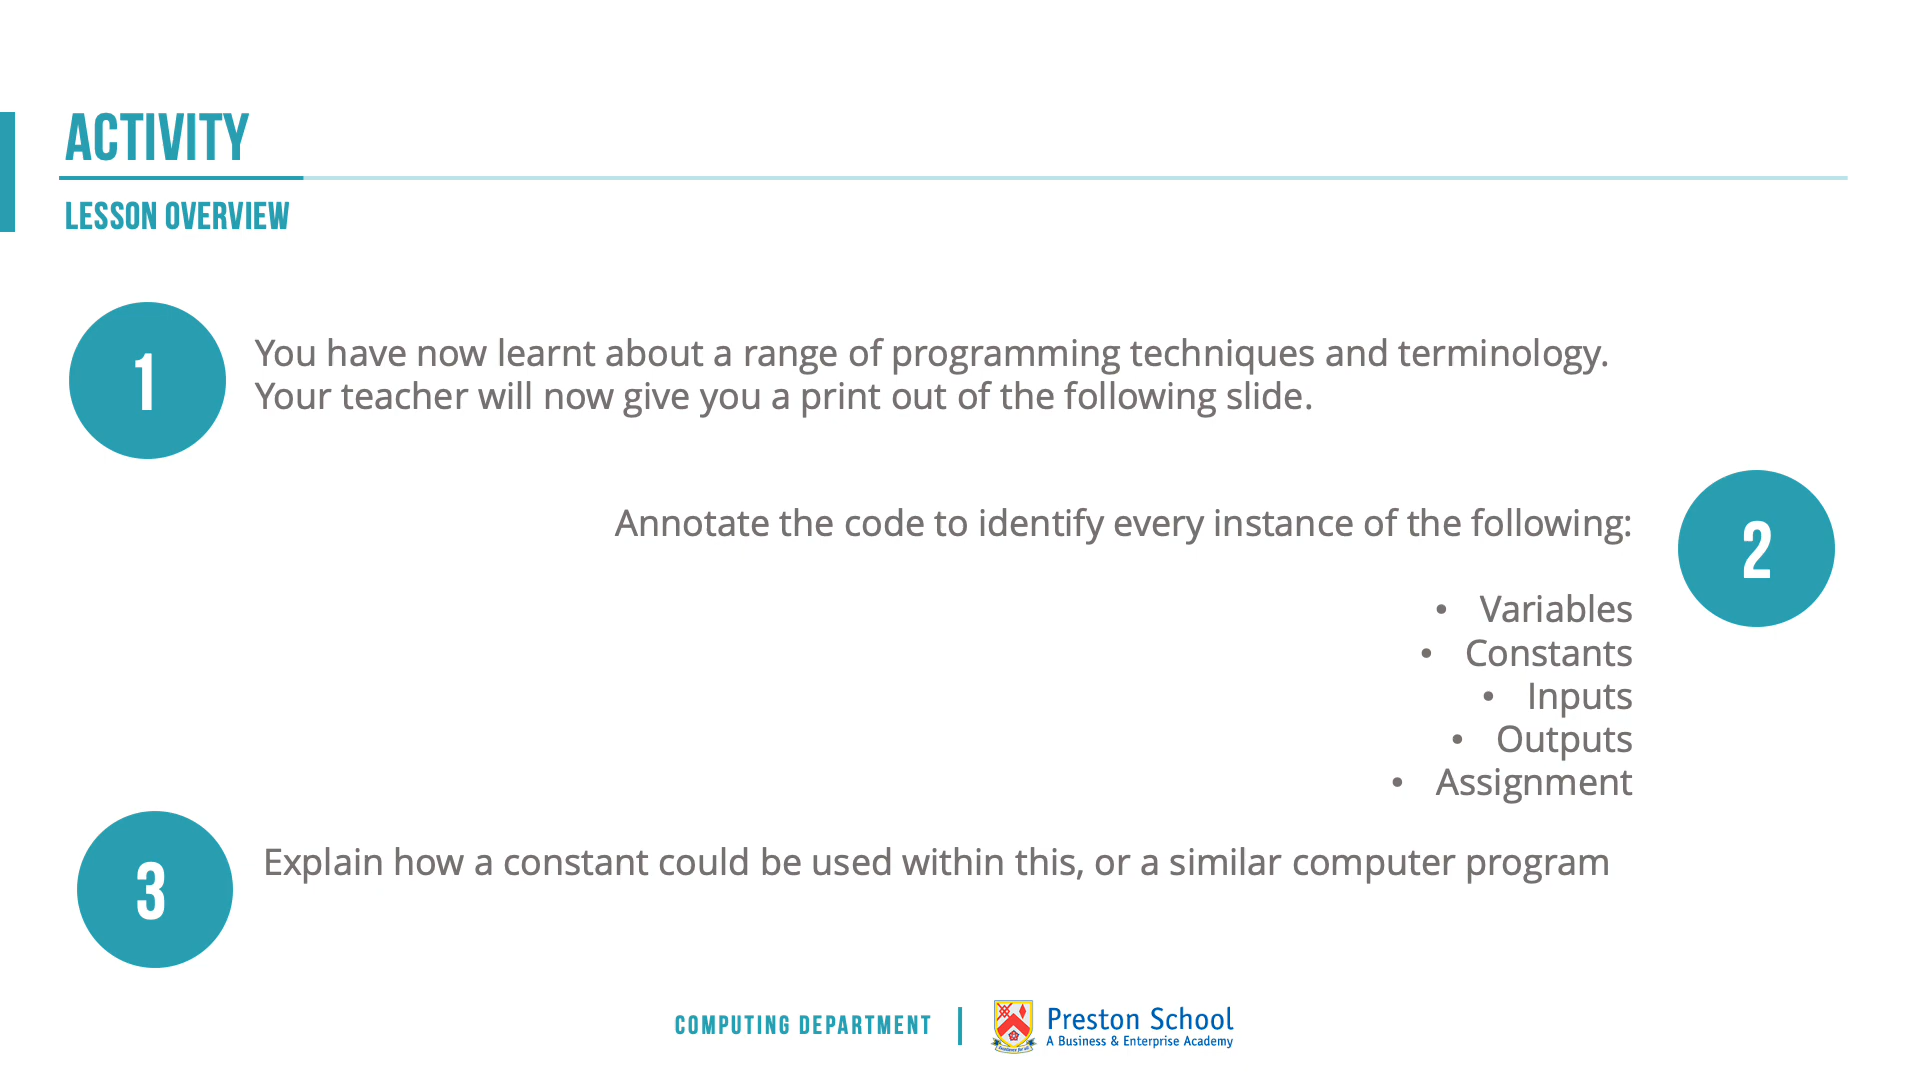 ACTIVITY
LESSON OVERVIEW
1
You have now learnt about a range of programming techniques and terminology.
Your teacher will now give you a print out of the following slide.
Annotate the code to identify every instance of the following:
2
• Variables
• Constants
• Inputs
• Outputs
• Assignment
3
Explain how a constant could be used within this, or a similar computer program
COMPUTING DEPARTMENT
Preston School
A Business & Enterprise Academy